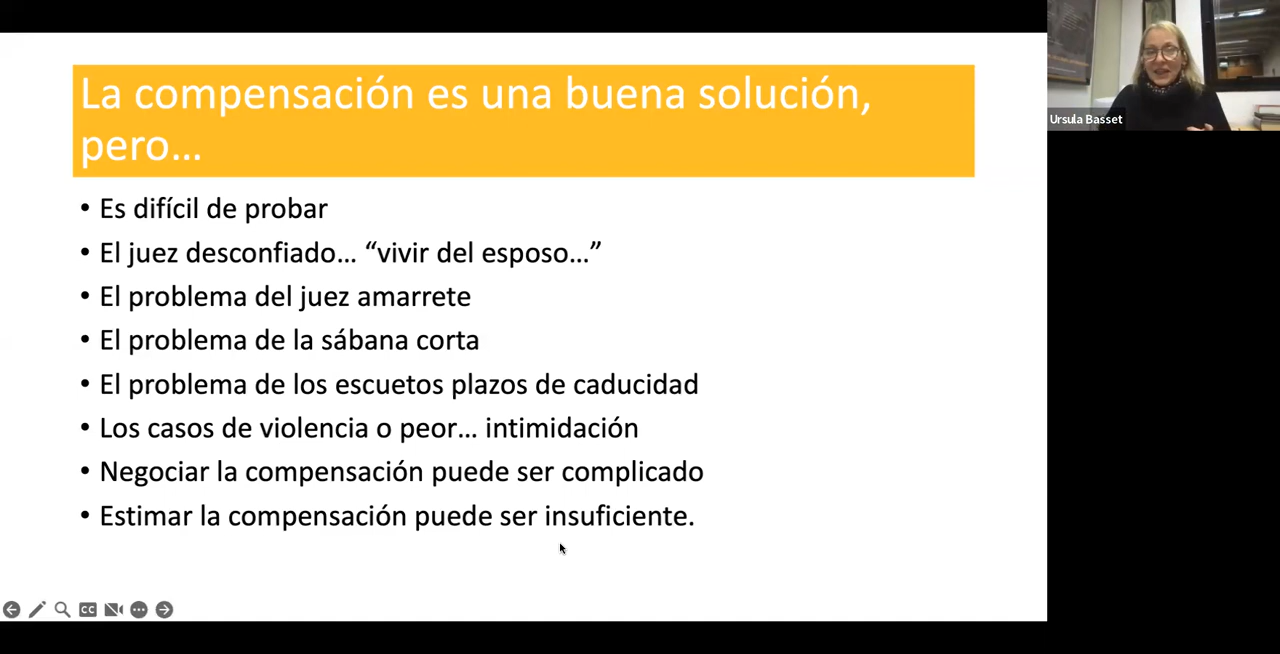 La compensación es una buena solución,
pero…
• Es difícil de probar
• El juez desconfiado… “vivir del esposo…”
• El problema del juez amarrete
• El problema de la sábana corta
• El problema de los escuetos plazos de caducidad
• Los casos de violencia o peor… intimidación
• Negociar la compensación puede ser complicado
• Estimar la compensación puede ser insuficiente.
Ursula Basset
CC